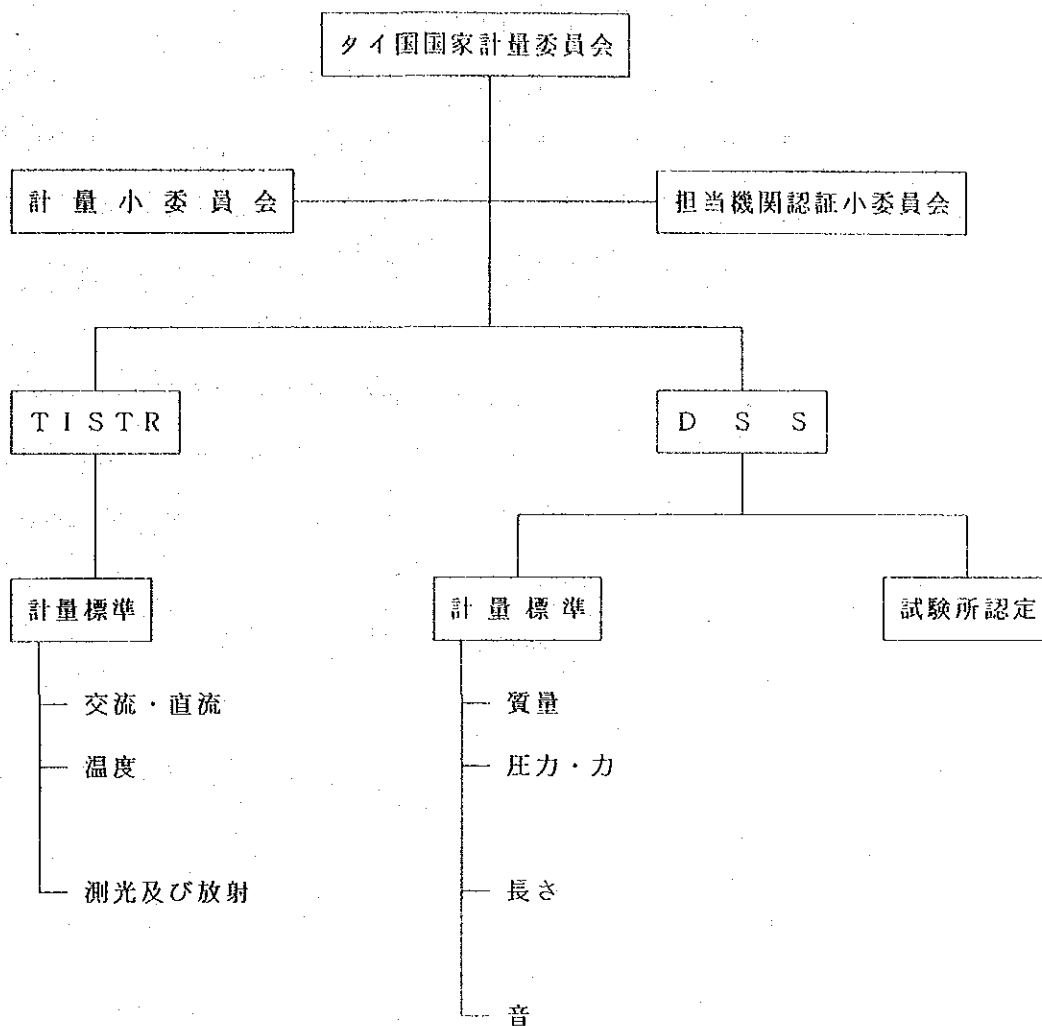 タイ国国家計量委員会
計量小委員会
担当機関認証小委員会
TISTR
DSS
計量標準
計量標準
試験所認定
交流・直流
質量
温度
圧力・力
測光及び放射
長さ
音